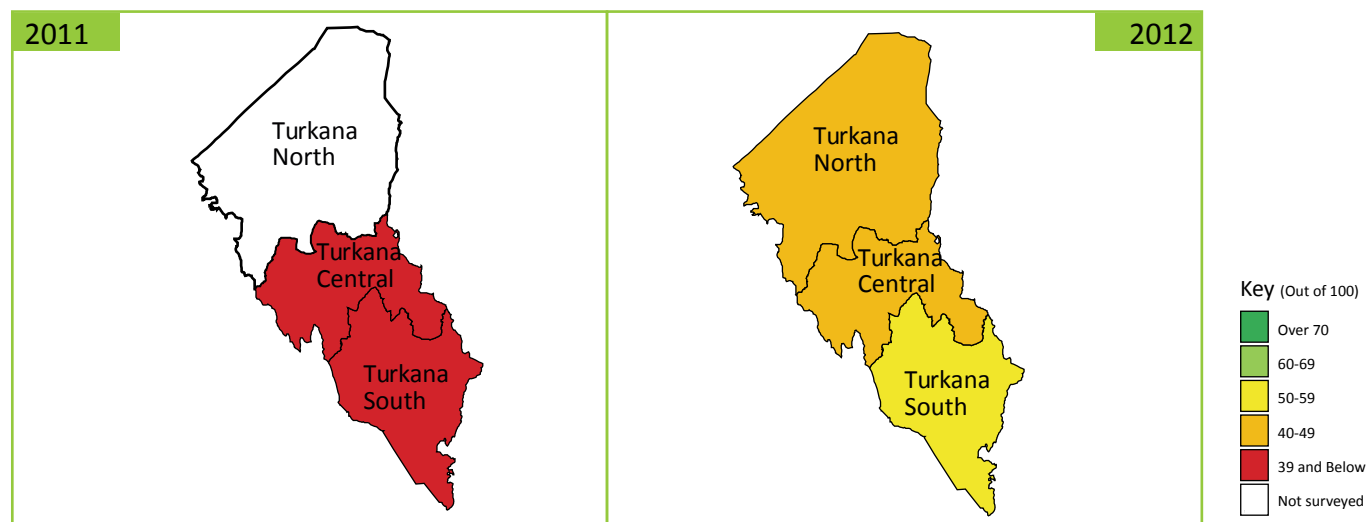 2011
Turkana
North
Turkana
Central
Turkana
South
2012
Turkana
North
Turkana
Central
Turkana
South
Key (Out of 100)
Over 70
60-69
50-59
40-49
39 and Below
Not surveyed